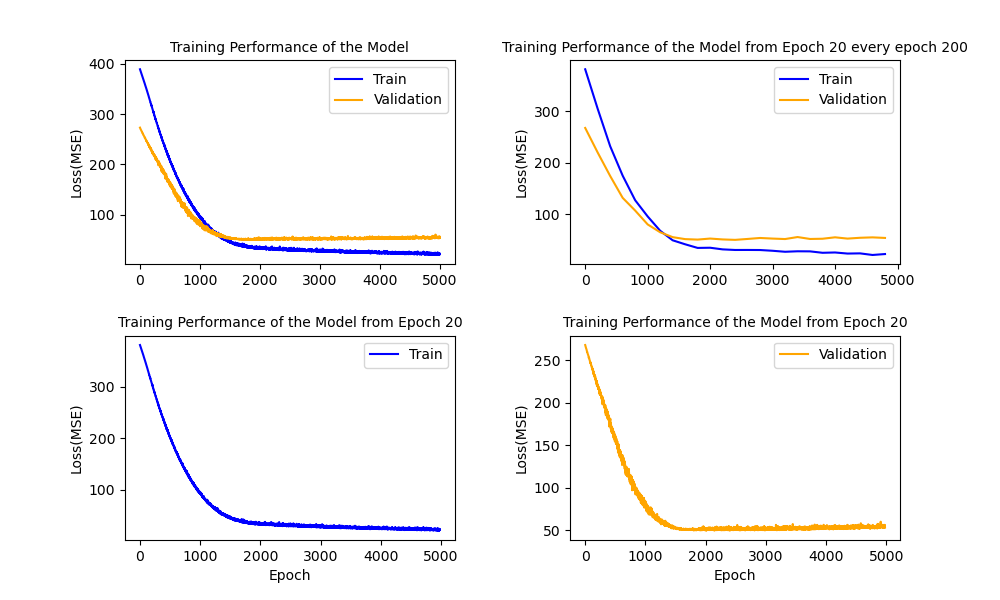 Training Performance of the Model
Loss(MSE)
400
300
200
100
0
1000
2000
3000
4000
5000
Train
Validation
Training Performance of the Model from Epoch 20 every epoch 200
Loss(MSE)
300
200
100
0
1000
2000
3000
4000
5000
Train
Validation
Training Performance of the Model from Epoch 20
Loss(MSE)
300
200
100
0
1000
2000
3000
4000
5000
Epoch
Train
Training Performance of the Model from Epoch 20
Loss(MSE)
250
200
150
100
50
0
1000
2000
3000
4000
5000
Epoch
Validation